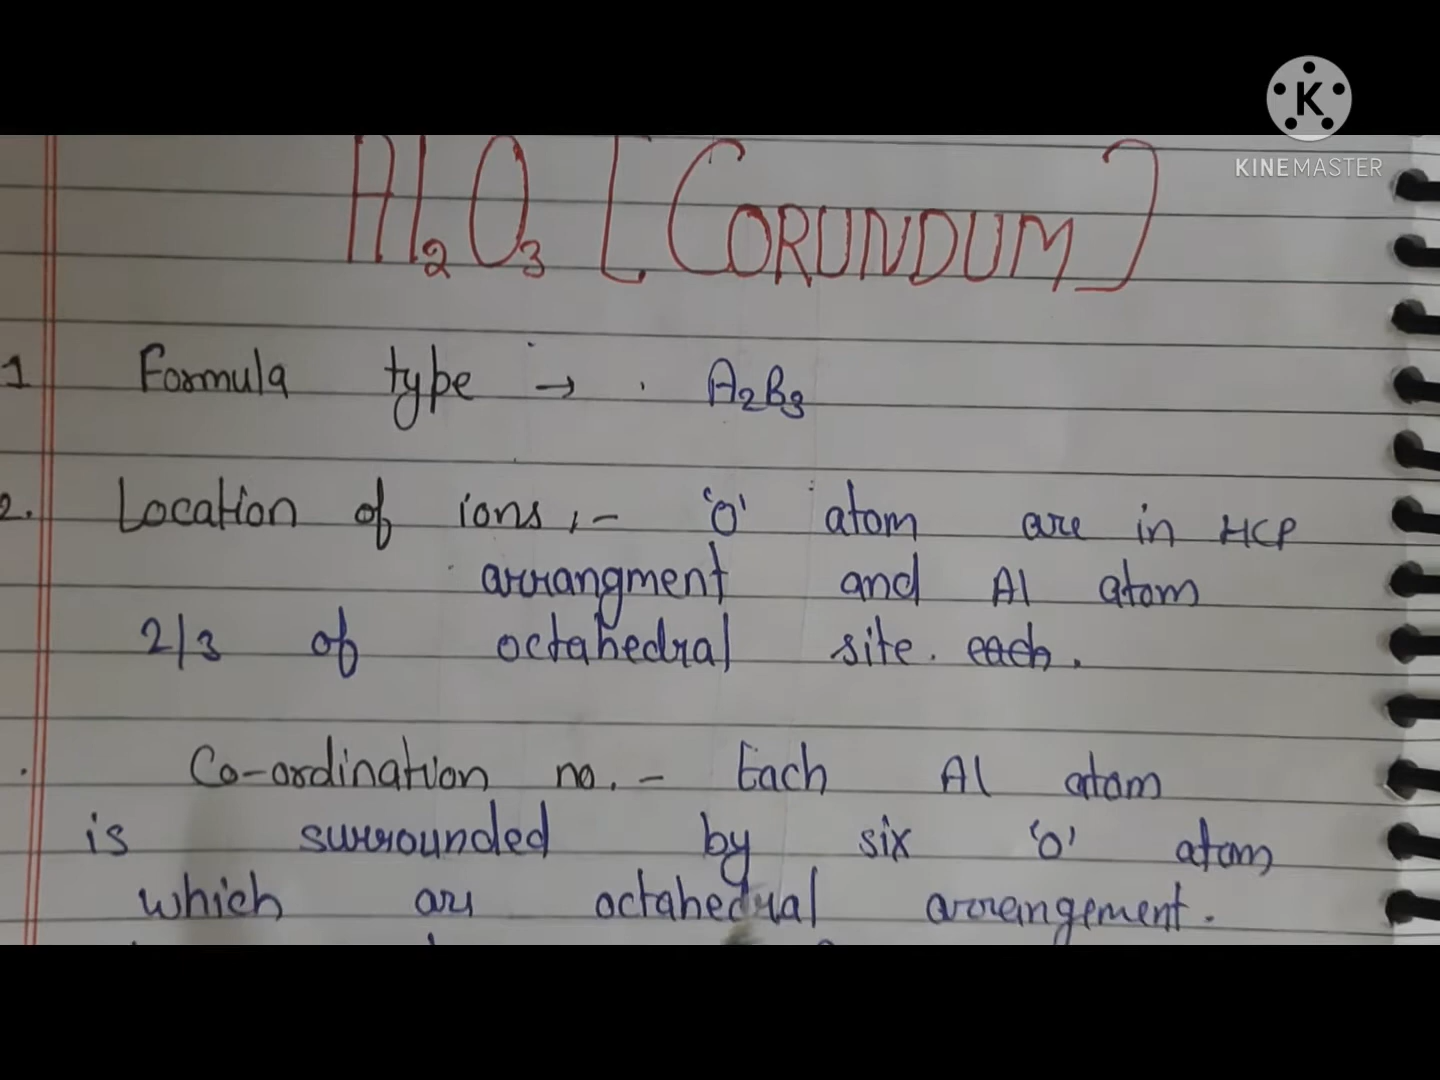 K
KINEMASTER
Al2O3 [CORUNDUM]
1 Formula type → A2B3
2. Location of ions :- 'O' atom are in HCP
arrangment and Al atom
2/3 of octahedral site. each.
Co-ordination no. - Each Al atom
is surrounded by six 'O' atom
which are octahedral arrangement.